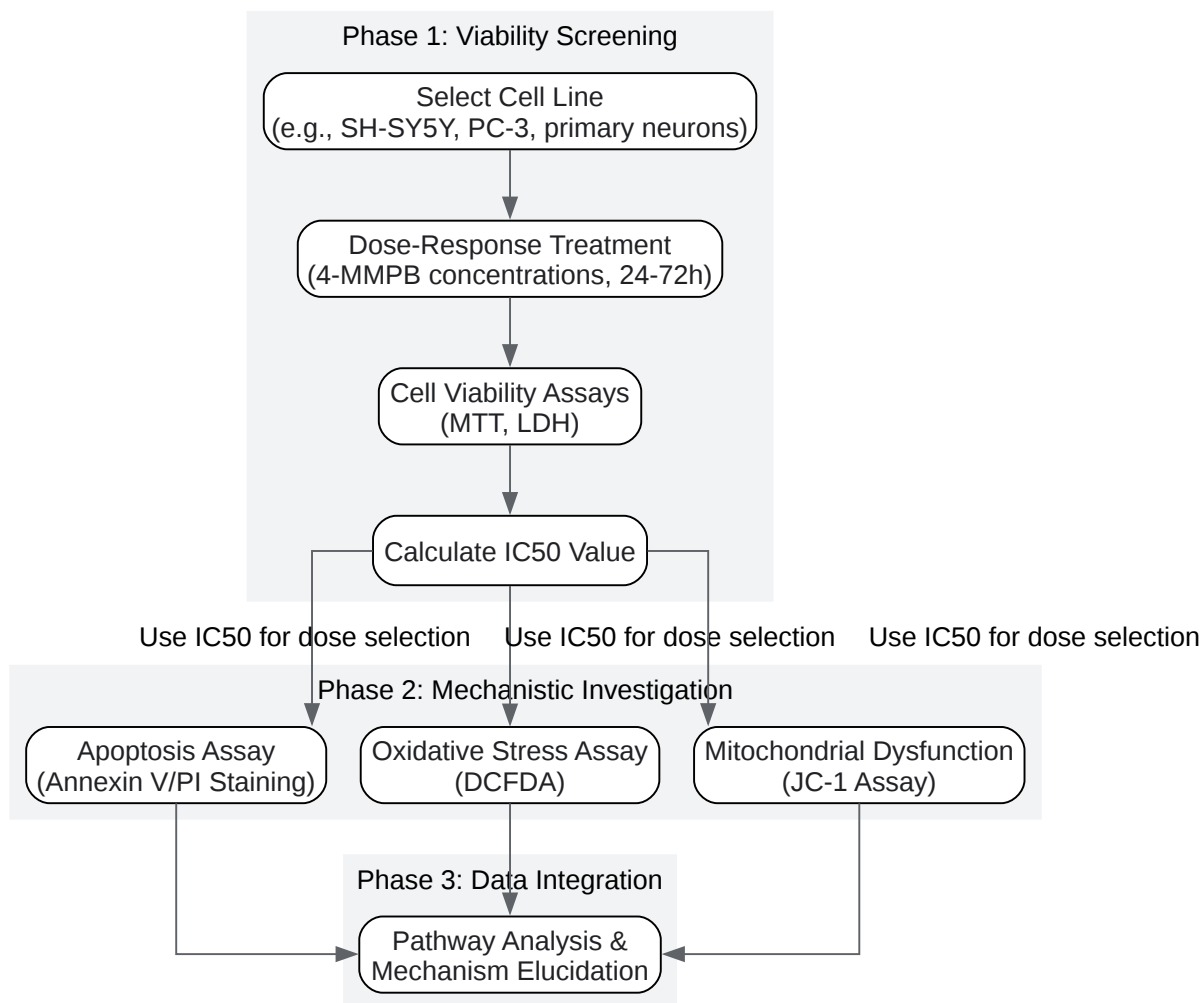 Phase 1: Viability Screening
Select Cell Line
(e.g., SH-SY5Y, PC-3, primary neurons)
Dose-Response Treatment
(4-MMPB concentrations, 24-72h)
Cell Viability Assays
(MTT, LDH)
Calculate IC50 Value
Use IC50 for dose selection
Use IC50 for dose selection
Use IC50 for dose selection
Phase 2: Mechanistic Investigation
Apoptosis Assay
(Annexin V/PI Staining)
Oxidative Stress Assay
(DCFDA)
Mitochondrial Dysfunction
(JC-1 Assay)
Phase 3: Data Integration
Pathway Analysis &
Mechanism Elucidation